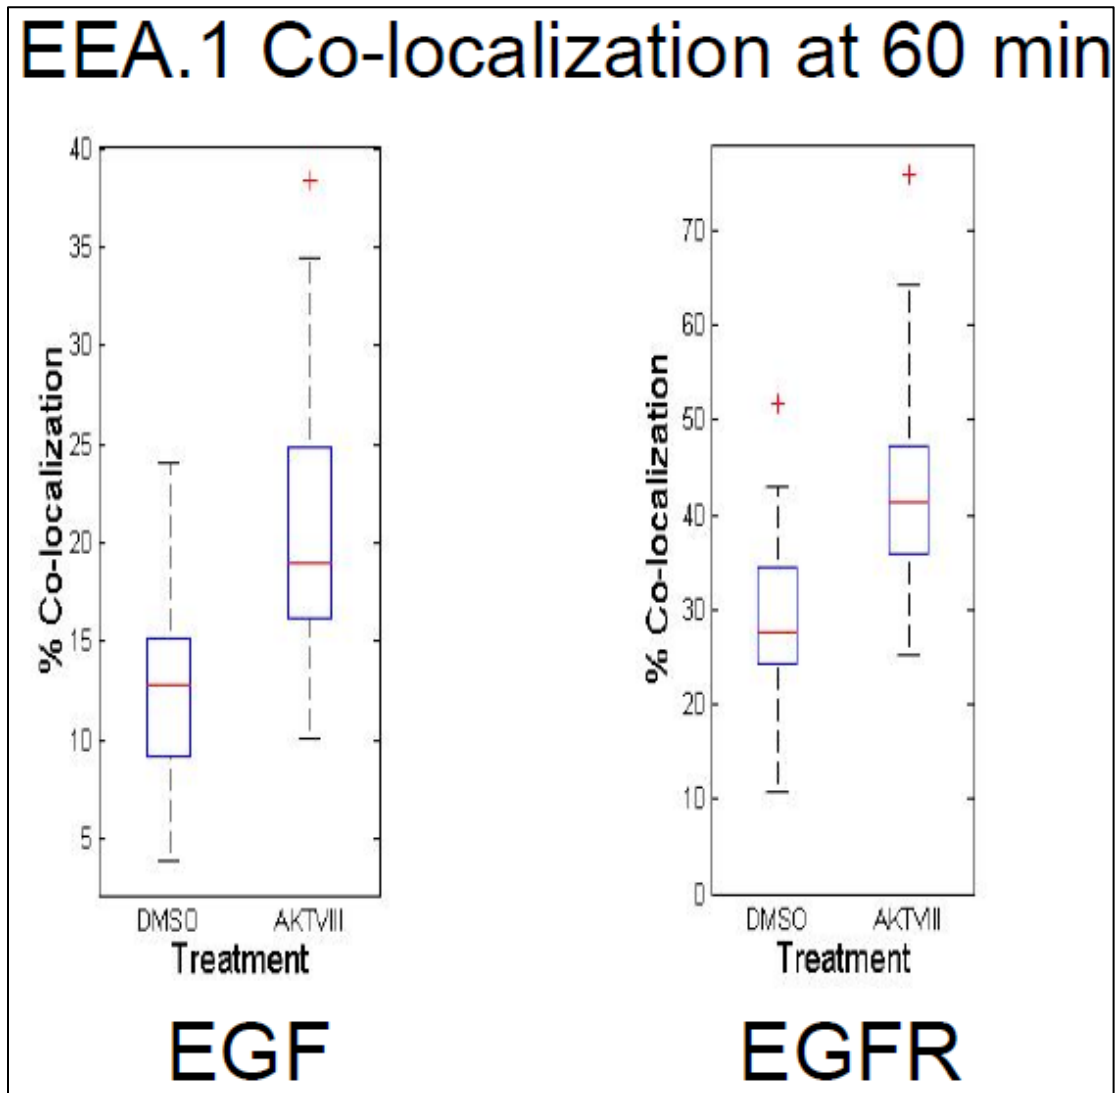 EEA.1 Co-localization at 60 min
% Co-localization
40
35
30
25
20
15
10
5
DMSO AKTVIII
Treatment
EGF
% Co-localization
70
60
50
40
30
20
10
0
DMSO AKTVIII
Treatment
EGFR